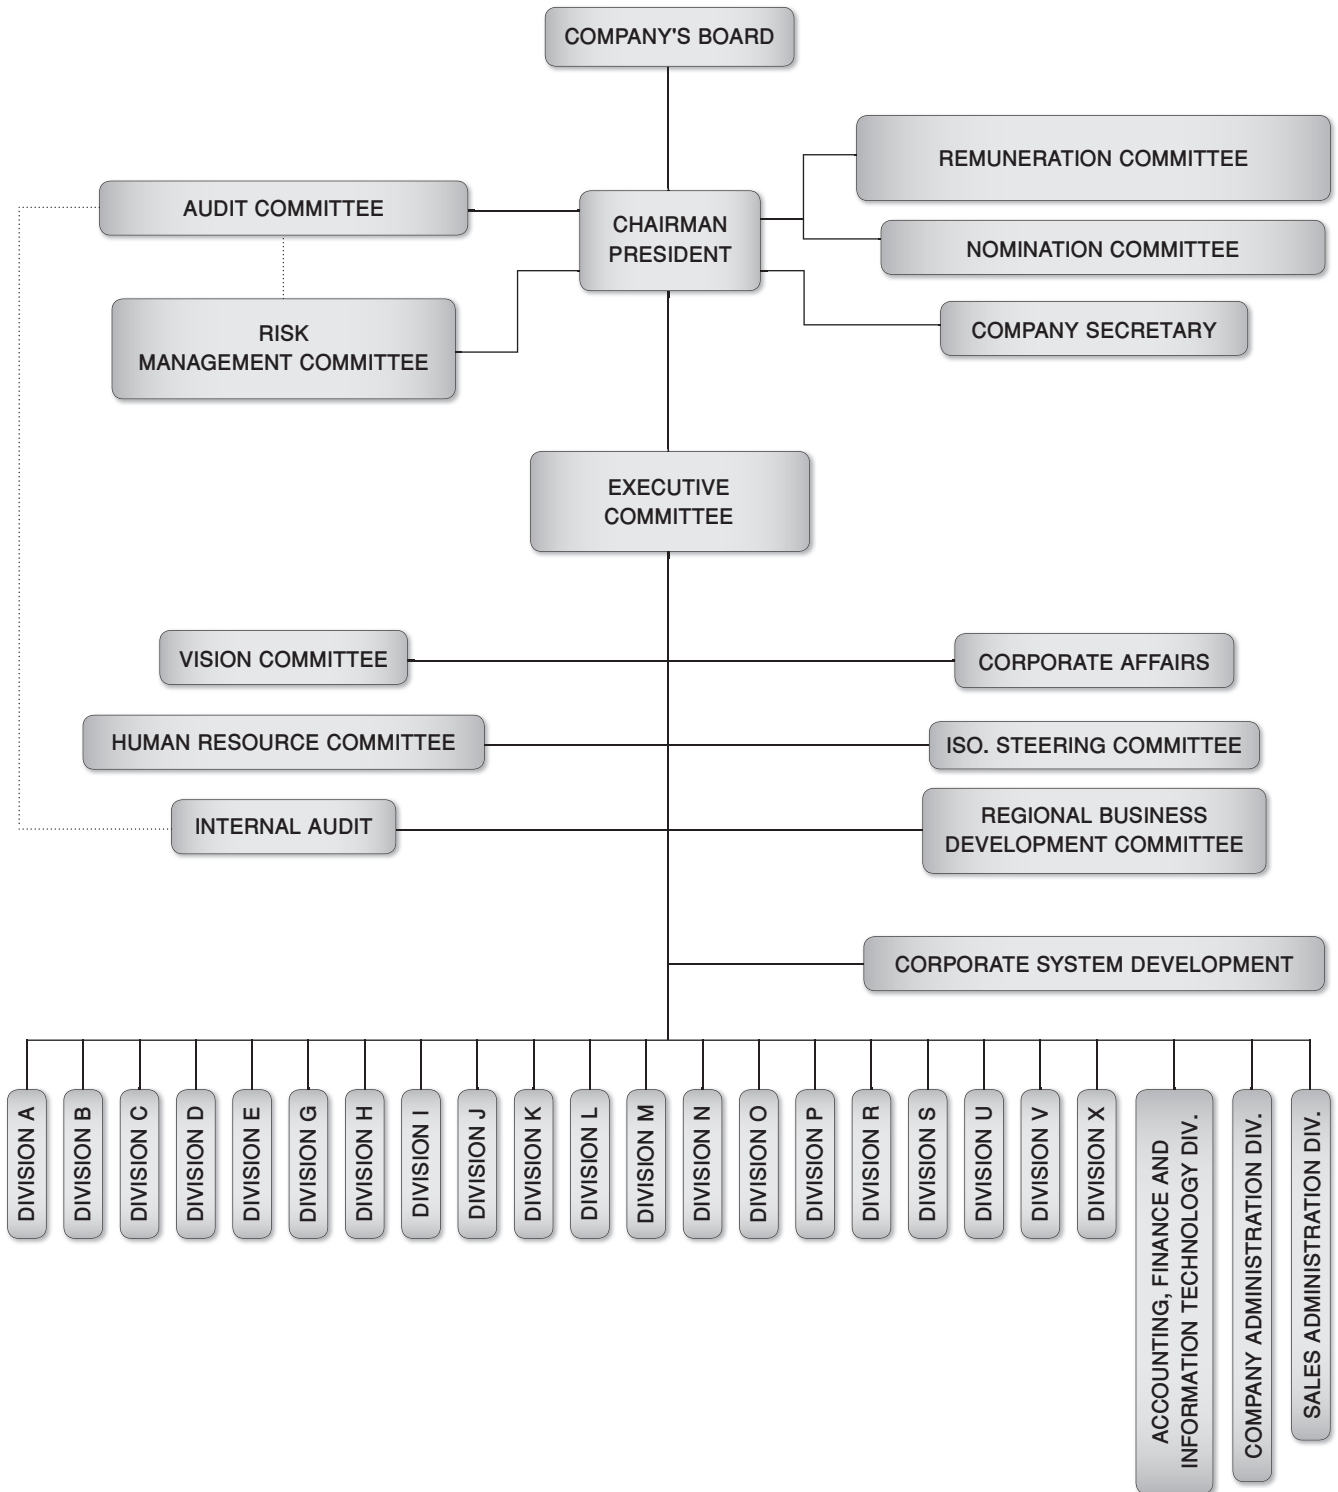 COMPANY'S BOARD
REMUNERATION COMMITTEE
AUDIT COMMITTEE
CHAIRMAN
PRESIDENT
NOMINATION COMMITTEE
RISK
MANAGEMENT COMMITTEE
COMPANY SECRETARY
EXECUTIVE
COMMITTEE
VISION COMMITTEE
CORPORATE AFFAIRS
HUMAN RESOURCE COMMITTEE
ISO. STEERING COMMITTEE
INTERNAL AUDIT
REGIONAL BUSINESS
DEVELOPMENT COMMITTEE
CORPORATE SYSTEM DEVELOPMENT
DIVISION A
DIVISION B
DIVISION C
DIVISION D
DIVISION E
DIVISION G
DIVISION H
DIVISION I
DIVISION J
DIVISION K
DIVISION L
DIVISION M
DIVISION N
DIVISION O
DIVISION P
DIVISION R
DIVISION S
DIVISION U
DIVISION V
DIVISION X
ACCOUNTING, FINANCE AND
INFORMATION TECHNOLOGY DIV.
COMPANY ADMINISTRATION DIV.
SALES ADMINISTRATION DIV.